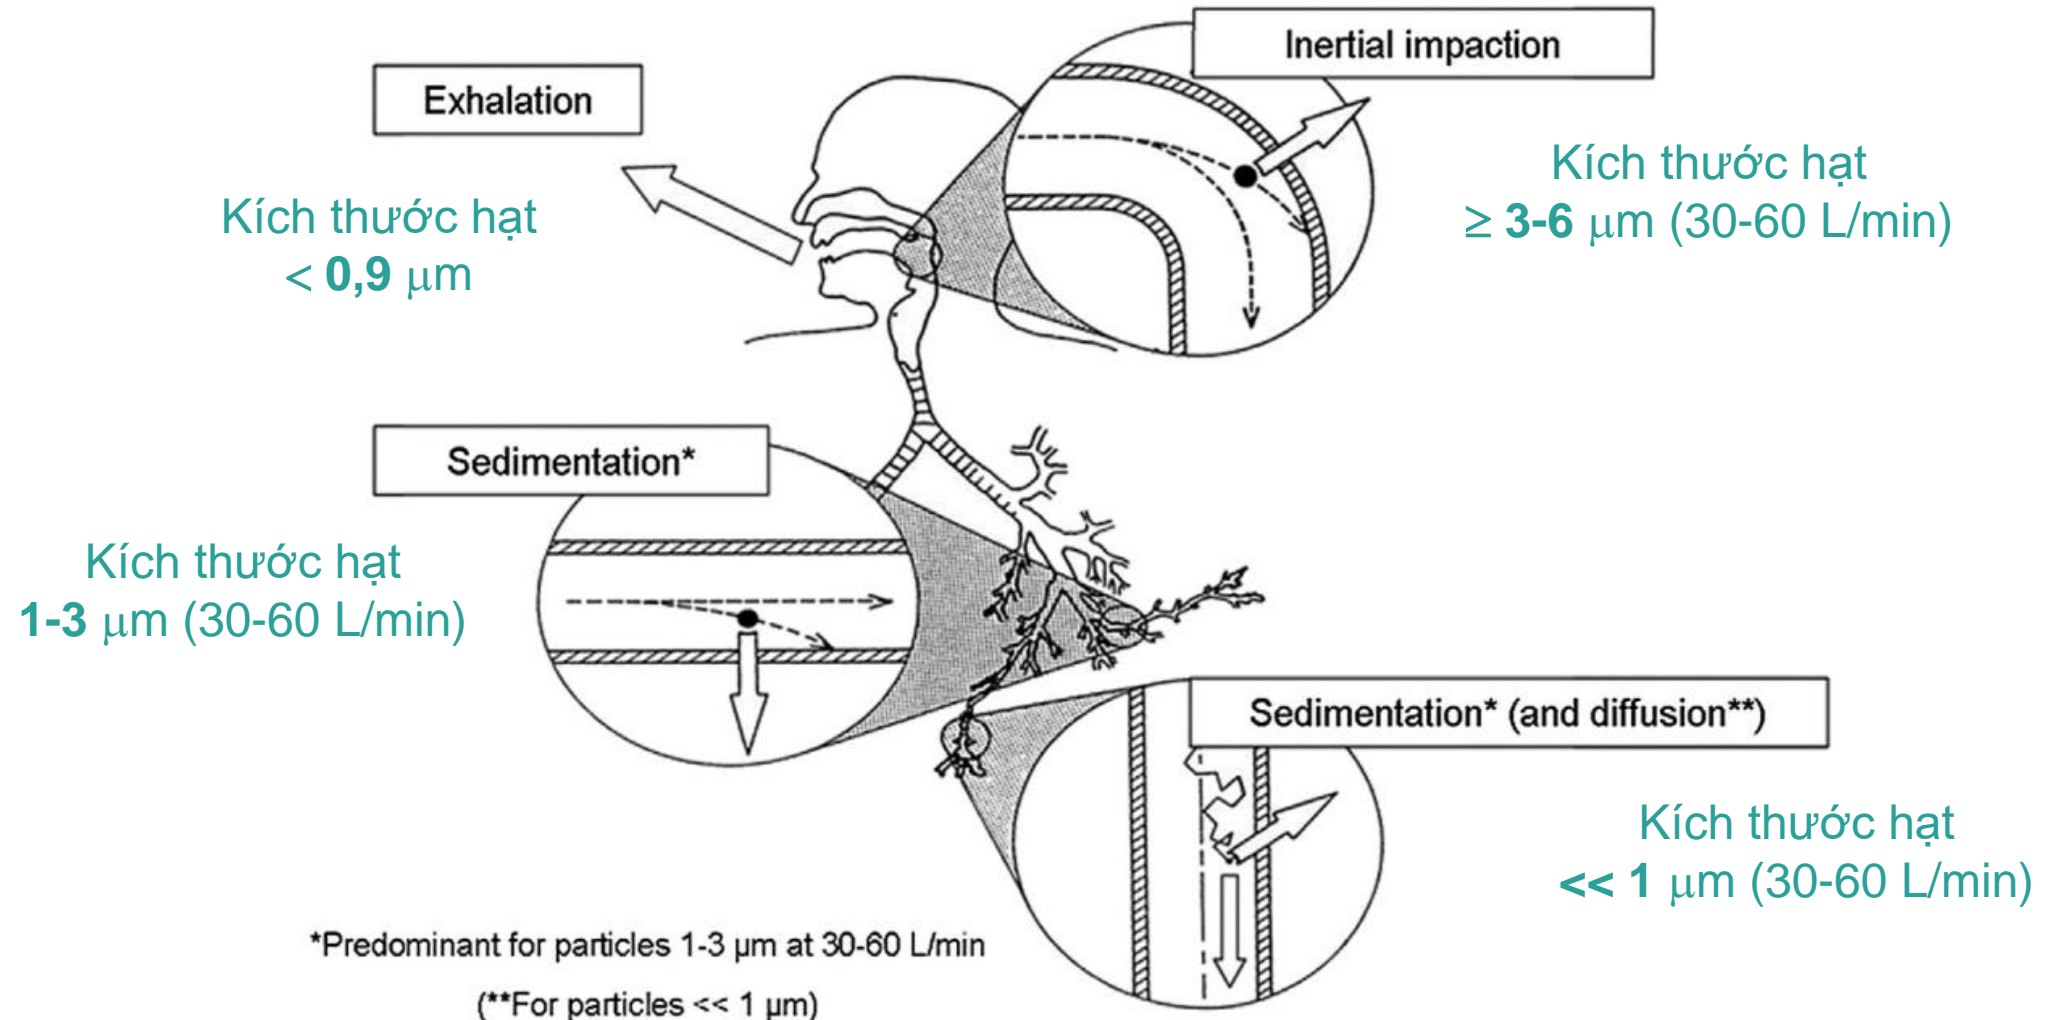 Inertial impaction
Exhalation
Kích thước hạt
≥ 3-6 μm (30-60 L/min)
Kích thước hạt
< 0,9 μm
Sedimentation*
Kích thước hạt
1-3 μm (30-60 L/min)
Sedimentation* (and diffusion**)
Kích thước hạt
<< 1 μm (30-60 L/min)
*Predominant for particles 1-3 μm at 30-60 L/min
(**For particles << 1 μm)